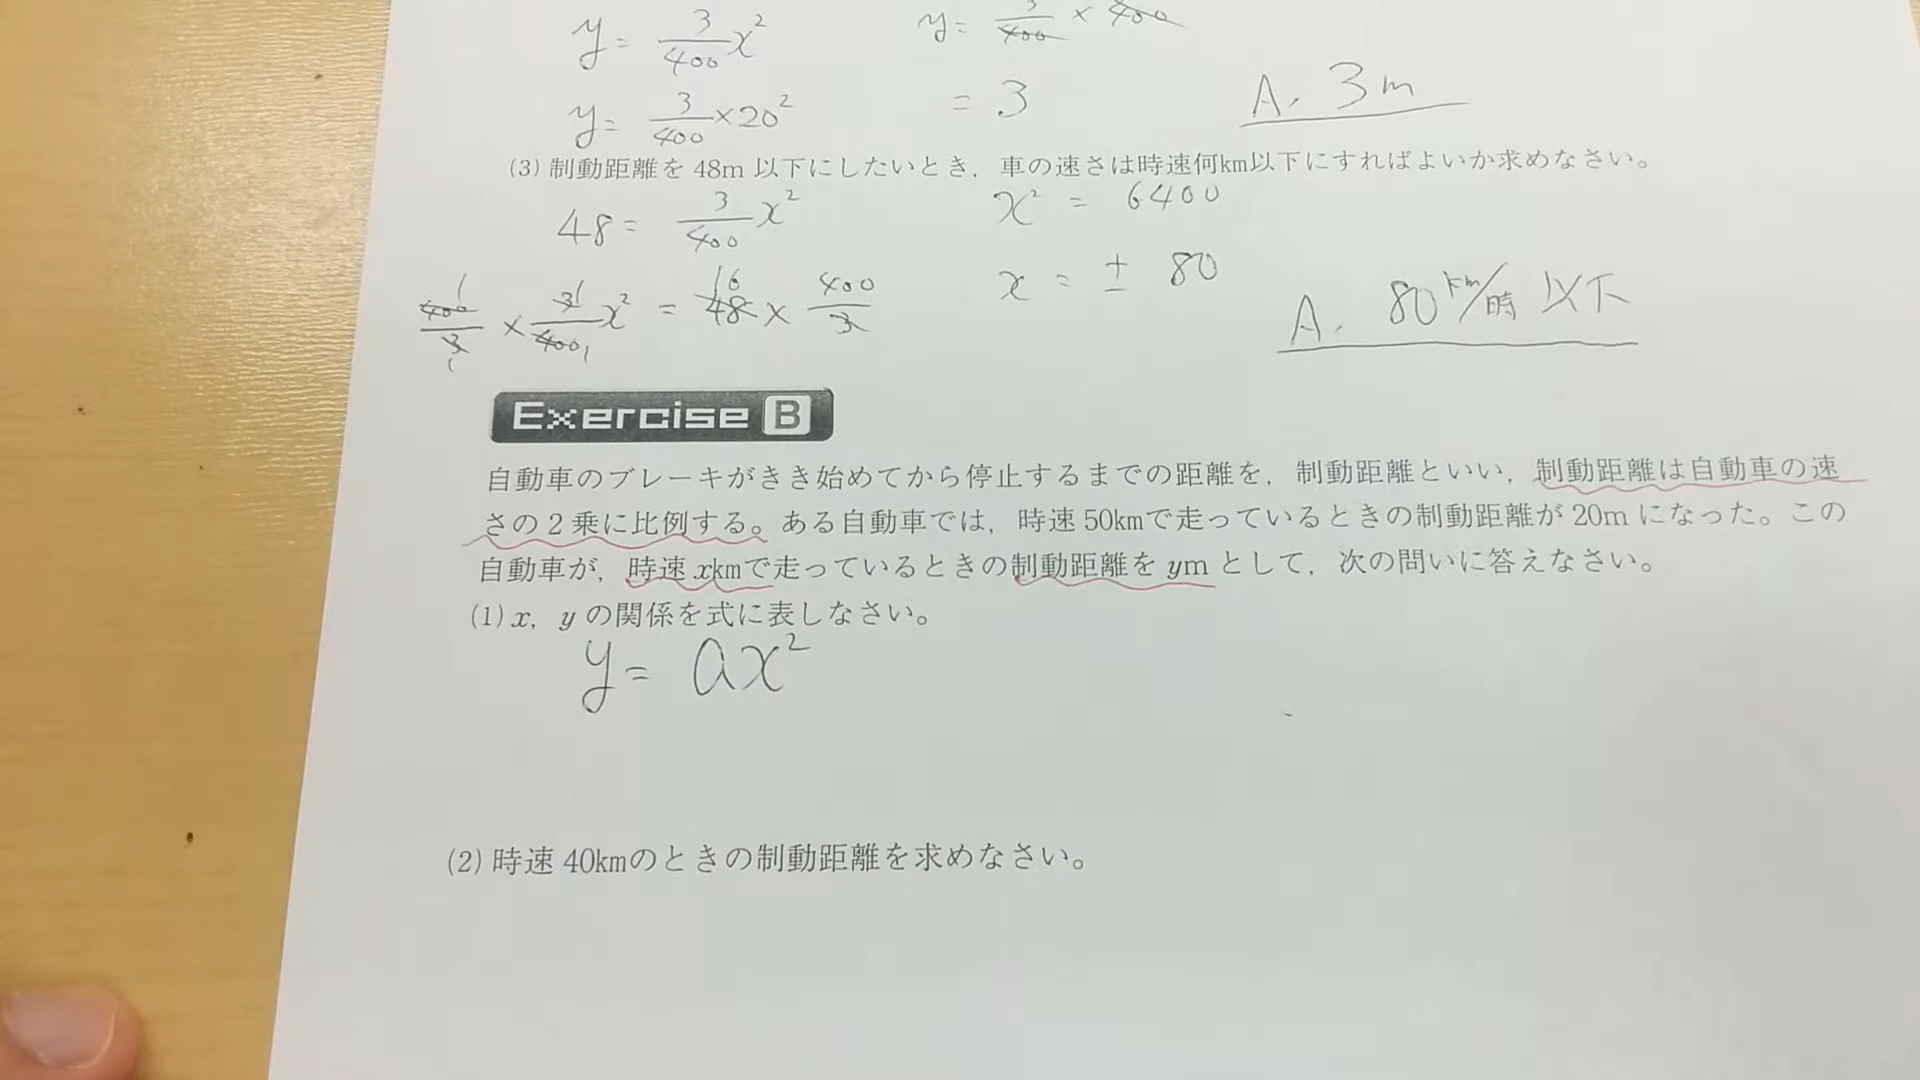 y = 3/400 x² y = 3/400 × 400
y = 3/400 × 20² = 3 A. 3m
(3) 制動距離を 48m 以下にしたいとき，車の速さは時速何km以下にすればよいか求めなさい。
48 = 3/400 x² x² = 6400
400/3 × 3/400 x² = 48 × 400/3 x = ± 80 A. 80km/時 以下
1 1 1 1 16
Exercise B
自動車のブレーキがきき始めてから停止するまでの距離を，制動距離といい，制動距離は自動車の速
さの２乗に比例する。ある自動車では，時速 50kmで走っているときの制動距離が 20m になった。この
自動車が，時速 xkmで走っているときの制動距離を ym として，次の問いに答えなさい。
(1) x，y の関係を式に表しなさい。
y = ax²
(2) 時速 40kmのときの制動距離を求めなさい。